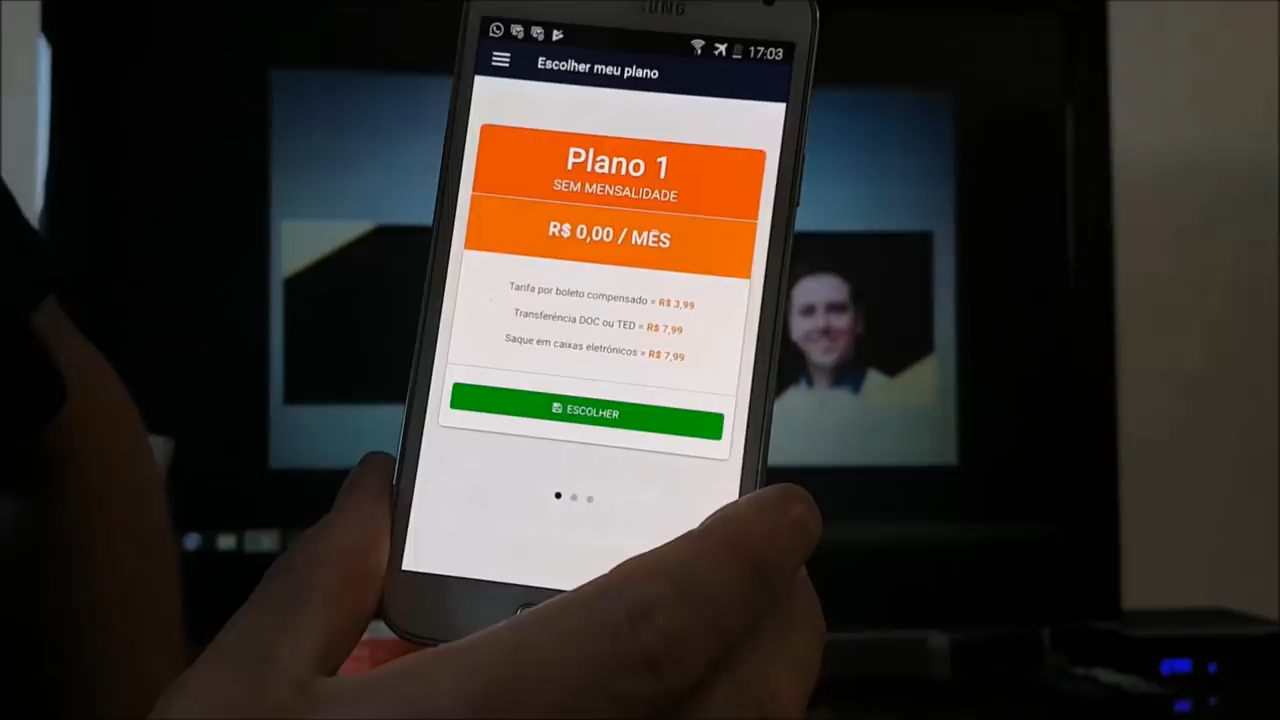 SUNG
17:03
Escolher meu plano
Plano 1
SEM MENSALIDADE
R$ 0,00 / MÊS
Tarifa por boleto compensado = R$ 3,99
Transferência DOC ou TED = R$ 7,99
Saque em caixas eletrônicos = R$ 7,99
ESCOLHER